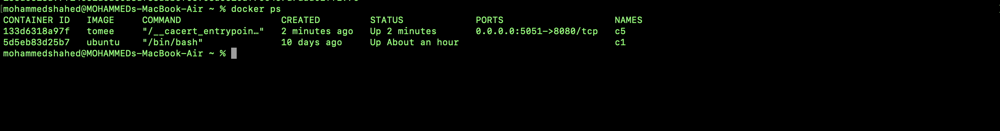 mohammedshahed@MOHAMMEDs-MacBook-Air ~ % docker ps
CONTAINER ID   IMAGE     COMMAND                  CREATED         STATUS             PORTS                    NAMES
133d6318a97f   tomee     "/__cacert_entrypoin…"   2 minutes ago   Up 2 minutes       0.0.0.0:5051->8080/tcp   c5
5d5eb83d25b7   ubuntu    "/bin/bash"              10 days ago     Up About an hour                            c1
mohammedshahed@MOHAMMEDs-MacBook-Air ~ %